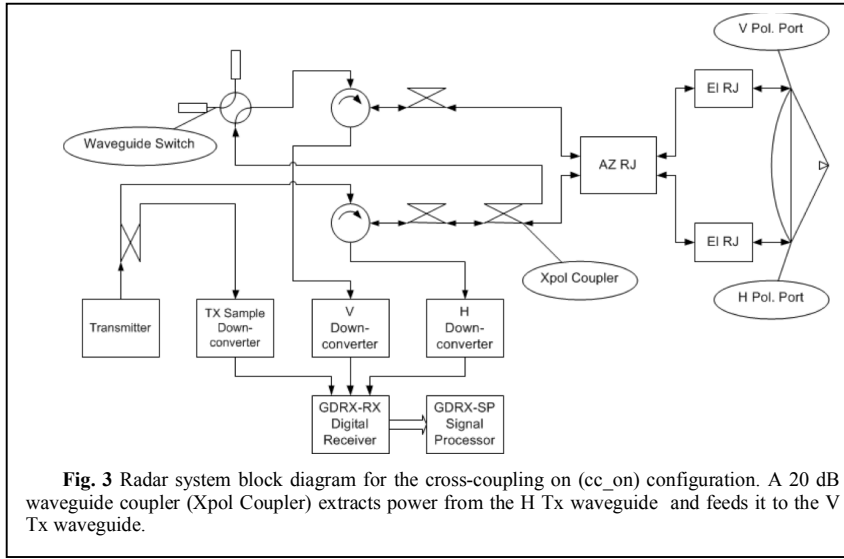 V Pol. Port
El RJ
Waveguide Switch
AZ RJ
El RJ
Xpol Coupler
H Pol. Port
Transmitter
TX Sample
Down-
converter
V
Down-
converter
H
Down-
converter
GDRX-RX
Digital
Receiver
GDRX-SP
Signal
Processor
Fig. 3 Radar system block diagram for the cross-coupling on (cc_on) configuration. A 20 dB
waveguide coupler (Xpol Coupler) extracts power from the H Tx waveguide and feeds it to the V
Tx waveguide.